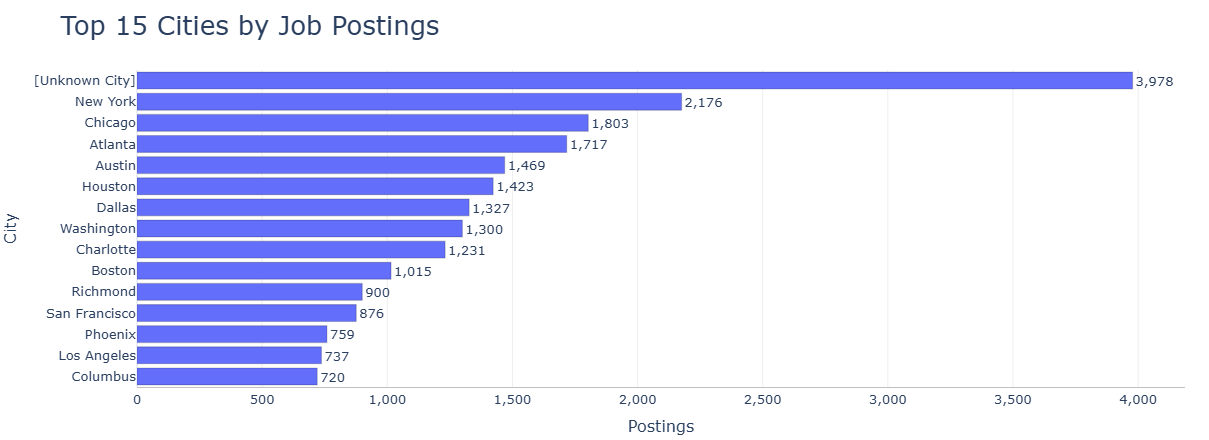 Top 15 Cities by Job Postings
[Unknown City] 3,978
New York 2,176
Chicago 1,803
Atlanta 1,717
Austin 1,469
Houston 1,423
Dallas 1,327
Washington 1,300
Charlotte 1,231
Boston 1,015
Richmond 900
San Francisco 876
Phoenix 759
Los Angeles 737
Columbus 720
City
0 500 1,000 1,500 2,000 2,500 3,000 3,500 4,000
Postings